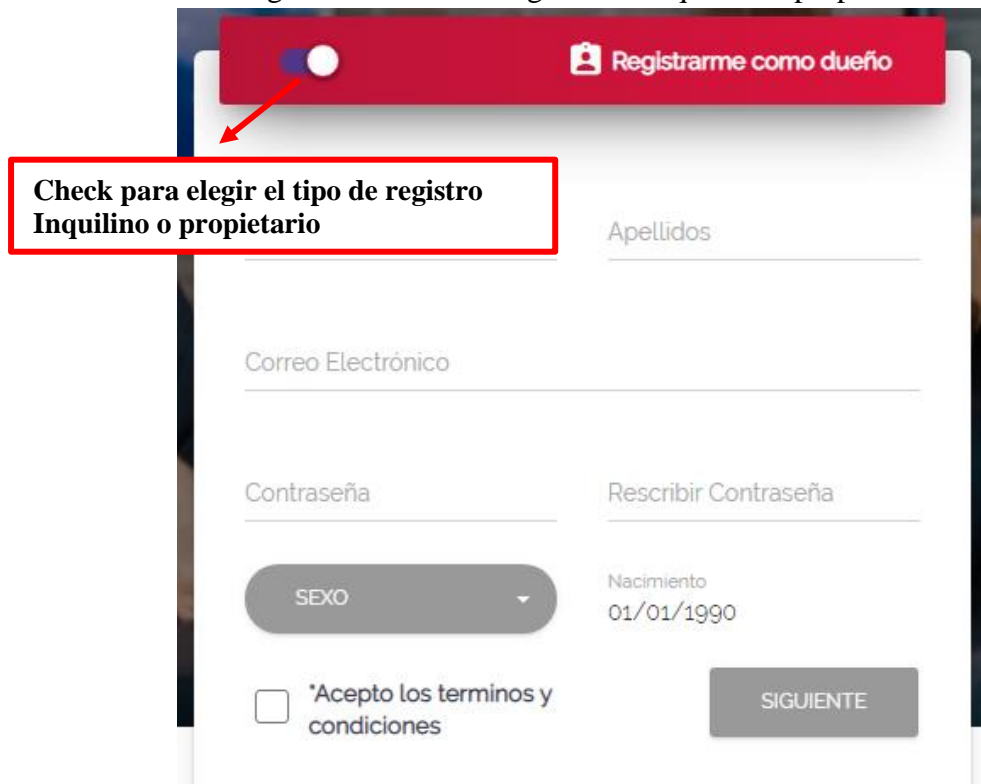 Registrarme como dueño
Check para elegir el tipo de registro
Inquilino o propietario
Apellidos
Correo Electrónico
Contraseña
Rescribir Contraseña
SEXO
Nacimiento
01/01/1990
*Acepto los terminos y
condiciones
SIGUIENTE